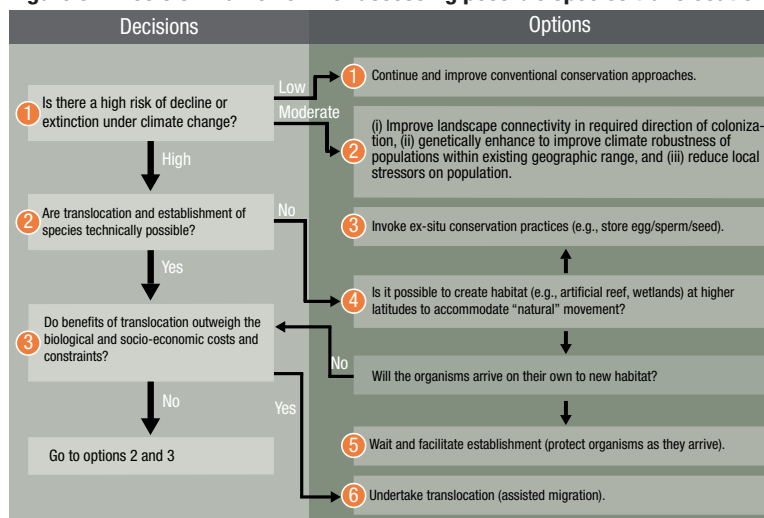 Decisions
Options
1
Is there a high risk of decline or
extinction under climate change?
Low
Moderate
High
1
Continue and improve conventional conservation approaches.
2
(i) Improve landscape connectivity in required direction of coloniza-
tion, (ii) genetically enhance to improve climate robustness of
populations within existing geographic range, and (iii) reduce local
stressors on population.
2
Are translocation and establishment of
species technically possible?
No
Yes
3
Invoke ex-situ conservation practices (e.g., store egg/sperm/seed).
4
Is it possible to create habitat (e.g., artificial reef, wetlands) at higher
latitudes to accommodate “natural” movement?
3
Do benefits of translocation outweigh the
biological and socio-economic costs and
constraints?
No
Yes
No
Will the organisms arrive on their own to new habitat?
Go to options 2 and 3
5
Wait and facilitate establishment (protect organisms as they arrive).
6
Undertake translocation (assisted migration).